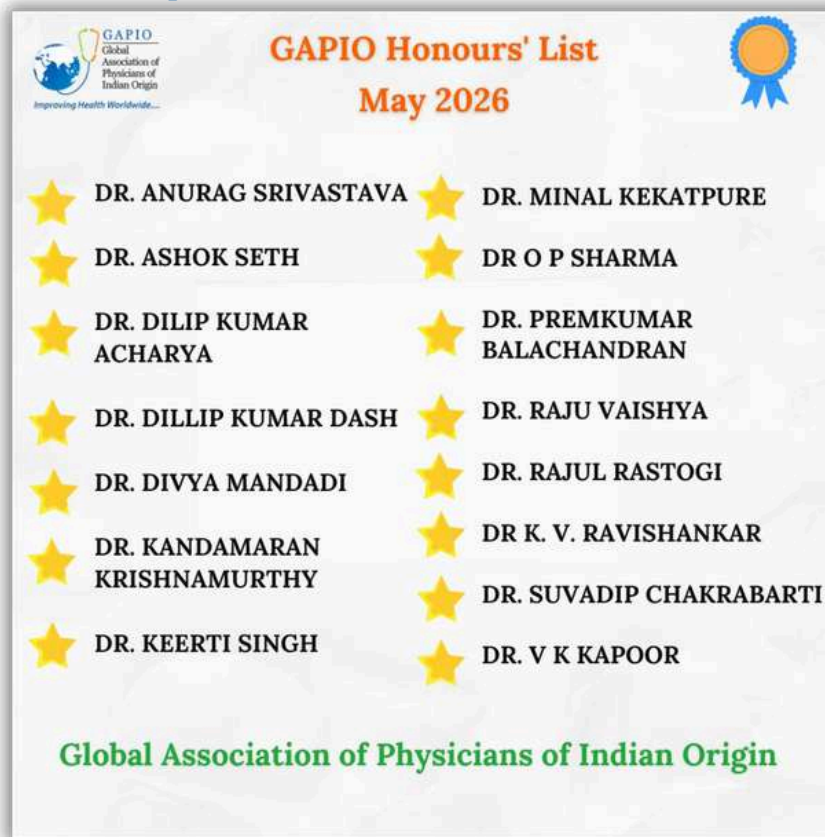 GAPIO
Global
Association of
Physicians of
Indian Origin
Improving Health Worldwide....
GAPIO Honours' List
May 2026
DR. ANURAG SRIVASTAVA
DR. ASHOK SETH
DR. DILIP KUMAR
ACHARYA
DR. DILLIP KUMAR DASH
DR. DIVYA MANDADI
DR. KANDAMARAN
KRISHNAMURTHY
DR. KEERTI SINGH
DR. MINAL KEKATPURE
DR O P SHARMA
DR. PREMKUMAR
BALACHANDRAN
DR. RAJU VAISHYA
DR. RAJUL RASTOGI
DR K. V. RAVISHANKAR
DR. SUVADIP CHAKRABARTI
DR. V K KAPOOR
Global Association of Physicians of Indian Origin